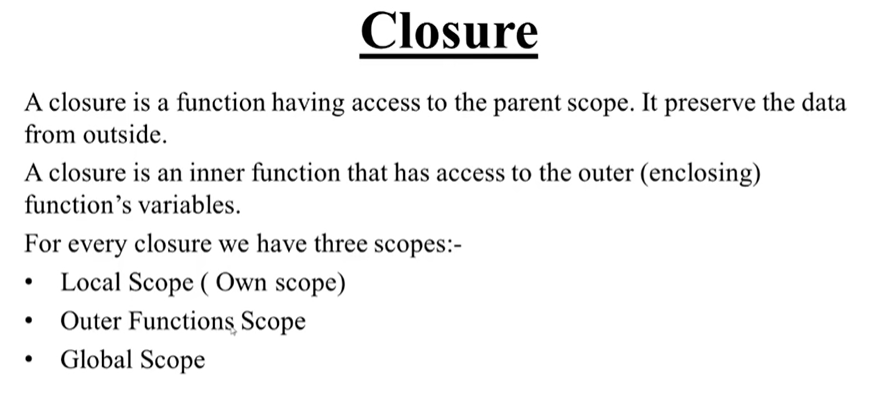 Closure
A closure is a function having access to the parent scope. It preserve the data
from outside.
A closure is an inner function that has access to the outer (enclosing)
function’s variables.
For every closure we have three scopes:-
• Local Scope ( Own scope)
• Outer Functions Scope
• Global Scope